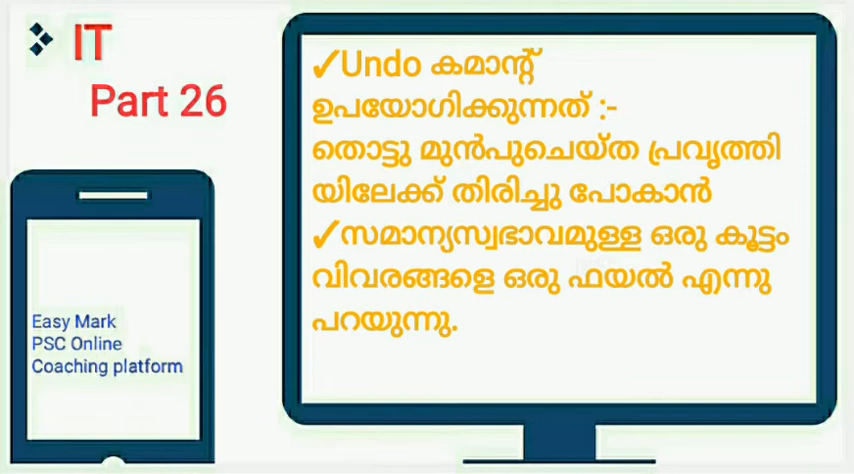 IT
Part 26
✓Undo കമാന്റ്
ഉപയോഗിക്കുന്നത് :-
തൊട്ടു മുൻപുചെയ്ത പ്രവൃത്തി
യിലേക്ക് തിരിച്ചു പോകാൻ
✓സമാന്യസ്വഭാവമുള്ള ഒരു കൂട്ടം
വിവരങ്ങളെ ഒരു ഫയൽ എന്നു
പറയുന്നു.
Easy Mark
PSC Online
Coaching platform